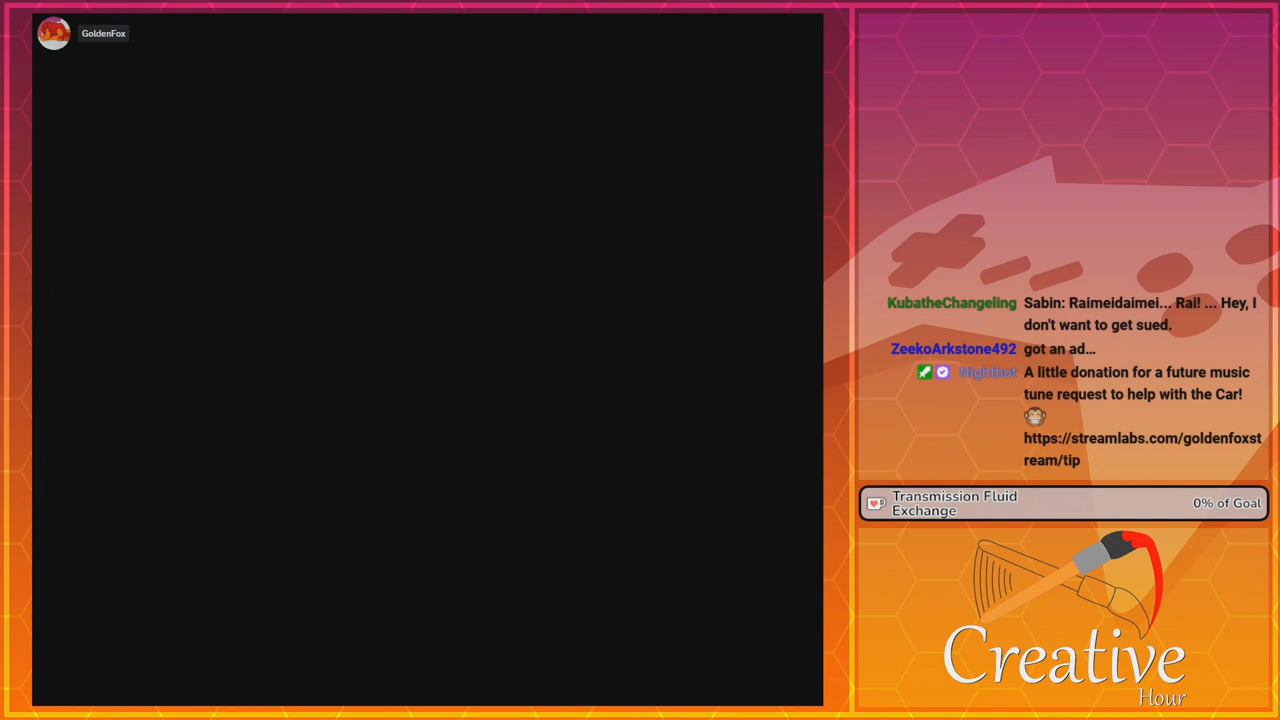 GoldenFox
KubatheChangeling Sabin: Raimeidaimei... Rai! ... Hey, I
don't want to get sued.
ZeekoArkstone492 got an ad...
Nightbot A little donation for a future music
tune request to help with the Car!
https://streamlabs.com/goldenfoxst
ream/tip
Transmission Fluid
Exchange
0% of Goal
Creative
Hour